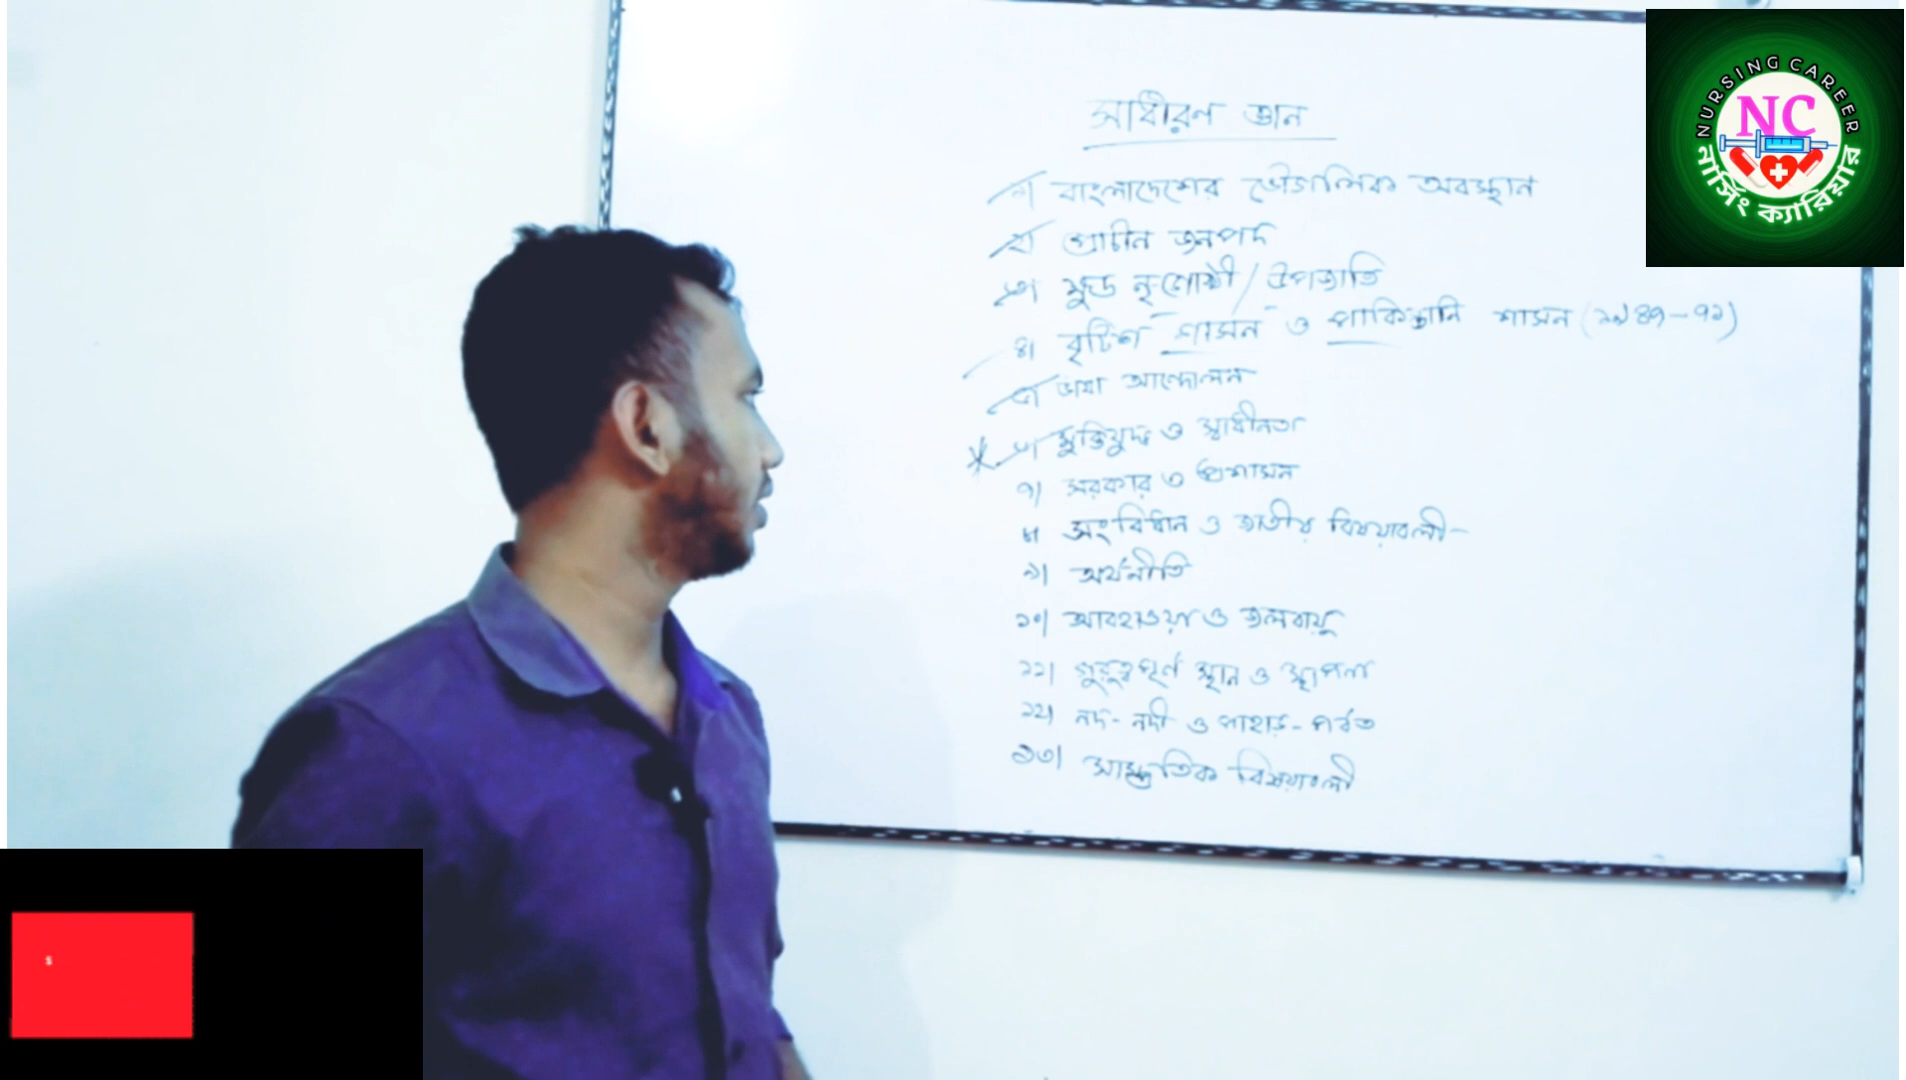 সাধারণ জ্ঞান
১। বাংলাদেশের ভৌগলিক অবস্থান
২। প্রাচীন জনপদ
৩। ক্ষুদ্র নৃগোষ্ঠী / উপজাতি
৪। বৃটিশ শাসন ও পাকিস্তানি শাসন (১৯৪৭-৭১)
৫। ভাষা আন্দোলন
৬। মুক্তিযুদ্ধ ও স্বাধীনতা
৭। সরকার ও প্রশাসন
৮। সংবিধান ও জাতীয় বিষয়াবলী-
৯। অর্থনীতি
১০। আবহাওয়া ও জলবায়ু
১১। গুরুত্বপূর্ণ স্থান ও স্থাপনা
১২। নদ-নদী ও পাহাড়-পর্বত
১৩। বিষয়াবলী
NURSING CAREER
NC
নার্সিং ক্যারিয়ার
s